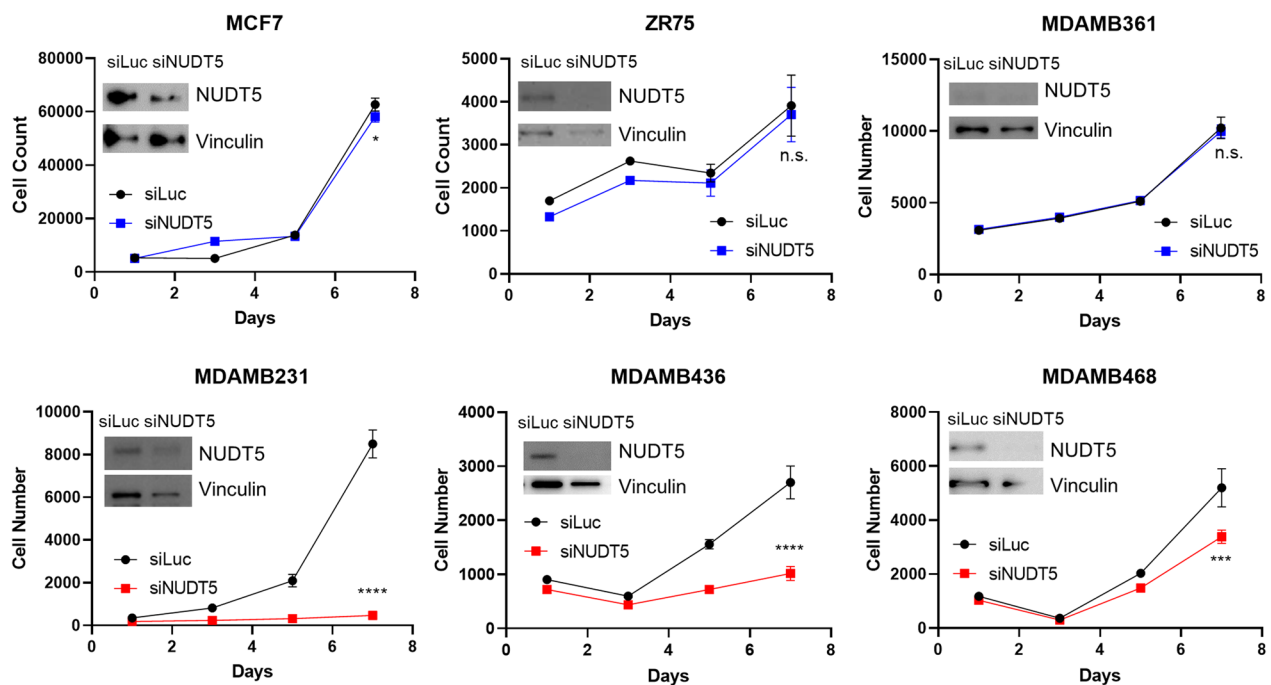 MCF7
siLuc siNUDT5
NUDT5
Vinculin
siLuc
siNUDT5
*
Cell Count
80000
60000
40000
20000
0
0 2 4 6 8
Days
ZR75
siLuc siNUDT5
NUDT5
Vinculin
n.s.
siLuc
siNUDT5
Cell Count
5000
4000
3000
2000
1000
0
0 2 4 6 8
Days
MDAMB361
siLuc siNUDT5
NUDT5
Vinculin
n.s.
siLuc
siNUDT5
Cell Number
15000
10000
5000
0
0 2 4 6 8
Days
MDAMB231
siLuc siNUDT5
NUDT5
Vinculin
siLuc
siNUDT5
****
Cell Number
10000
8000
6000
4000
2000
0
0 2 4 6 8
Days
MDAMB436
siLuc siNUDT5
NUDT5
Vinculin
siLuc
siNUDT5
****
Cell Number
4000
3000
2000
1000
0
0 2 4 6 8
Days
MDAMB468
siLuc siNUDT5
NUDT5
Vinculin
siLuc
siNUDT5
***
Cell Number
8000
6000
4000
2000
0
0 2 4 6 8
Days